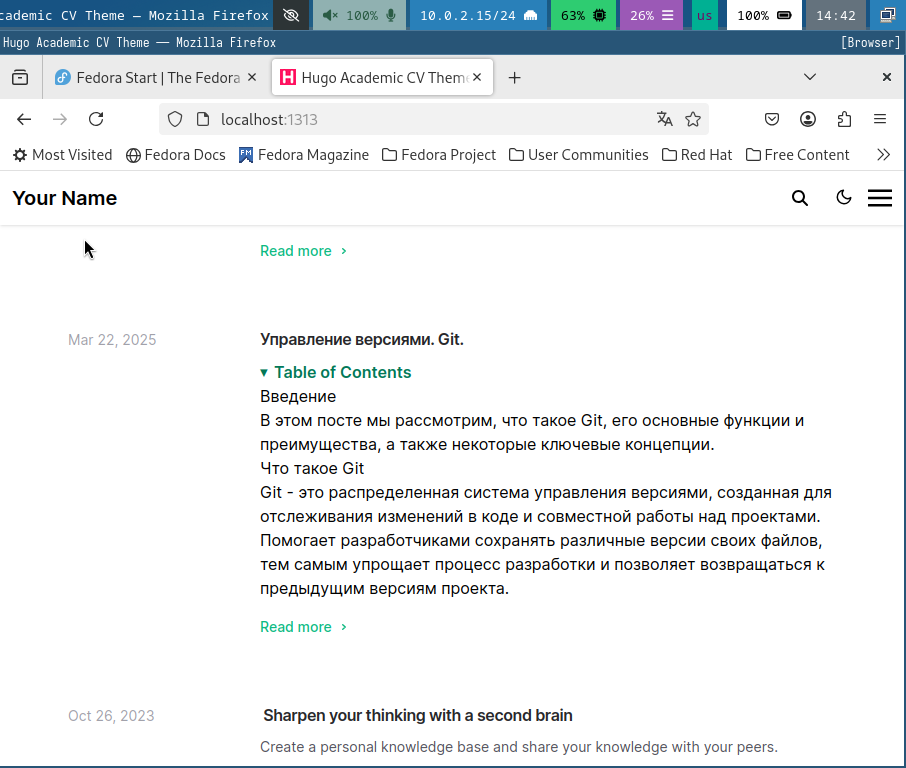 cademic CV Theme — Mozilla Firefox 100% 10.0.2.15/24 63% 26% us 100% 14:42
Hugo Academic CV Theme — Mozilla Firefox [Browser]
Fedora Start | The Fedora Hugo Academic CV Them
localhost:1313
Most Visited Fedora Docs Fedora Magazine Fedora Project User Communities Red Hat Free Content
Your Name
Read more
Mar 22, 2025 Управление версиями. Git.
Table of Contents
Введение
В этом посте мы рассмотрим, что такое Git, его основные функции и
преимущества, а также некоторые ключевые концепции.
Что такое Git
Git - это распределенная система управления версиями, созданная для
отслеживания изменений в коде и совместной работы над проектами.
Помогает разработчиками сохранять различные версии своих файлов,
тем самым упрощает процесс разработки и позволяет возвращаться к
предыдущим версиям проекта.
Read more
Oct 26, 2023 Sharpen your thinking with a second brain
Create a personal knowledge base and share your knowledge with your peers.